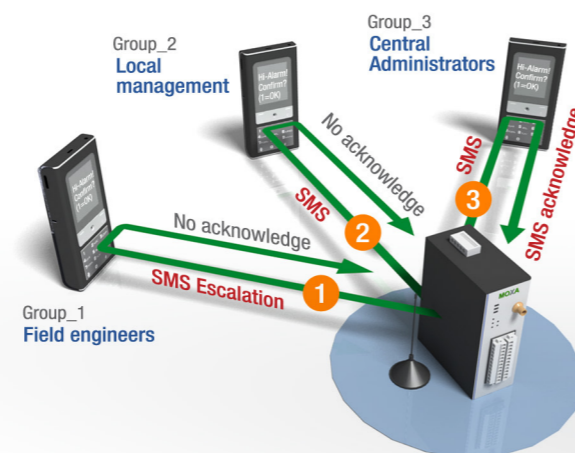 Group_3
Central
Administrators
Group_2
Local
management
Hi-Alarm!
Confirm?
(1=OK)
Hi-Alarm!
Confirm?
(1=OK)
No acknowledge
SMS
2
SMS
3
SMS acknowledge
Hi-Alarm!
Confirm?
(1=OK)
No acknowledge
SMS Escalation
1
MOXA
Group_1
Field engineers